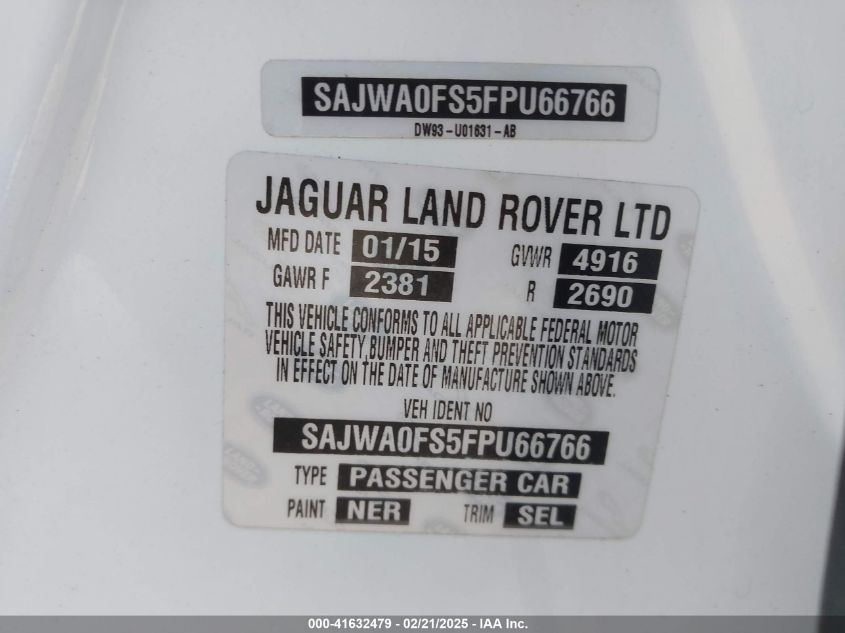 SAJWA0FS5FPU66766
DW93-U01631-AB
JAGUAR LAND ROVER LTD
MFD DATE 01/15 GVWR 4916
GAWR F 2381 R 2690
THIS VEHICLE CONFORMS TO ALL APPLICABLE FEDERAL MOTOR
VEHICLE SAFETY, BUMPER AND THEFT PREVENTION STANDARDS
IN EFFECT ON THE DATE OF MANUFACTURE SHOWN ABOVE.
VEH IDENT NO
SAJWA0FS5FPU66766
TYPE PASSENGER CAR
PAINT NER TRIM SEL
000-41632479 - 02/21/2025 - IAA Inc.